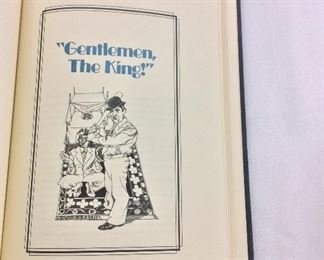 "Gentlemen,
The King!"